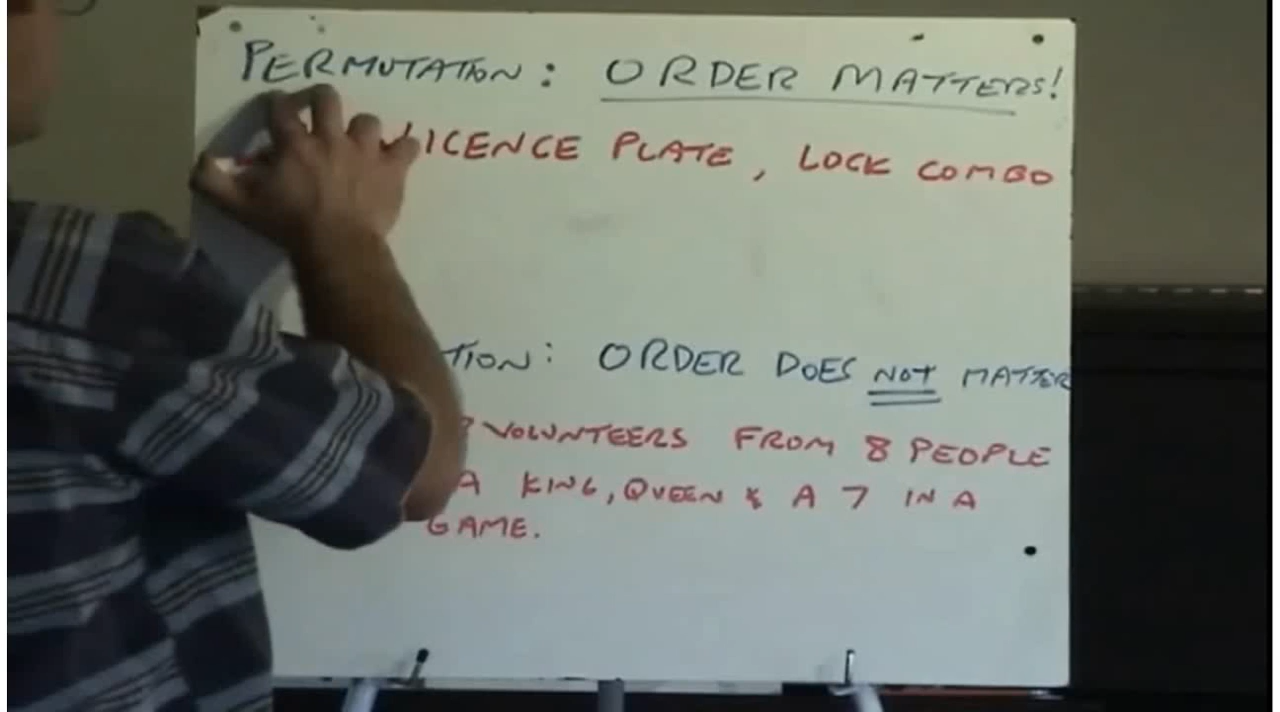 PERMUTATION: ORDER MATTERS!
LICENCE PLATE, LOCK COMBO
TION: ORDER DOES NOT MATTER
VOLUNTEERS FROM 8 PEOPLE
A KING, QUEEN & A 7 IN A
GAME.